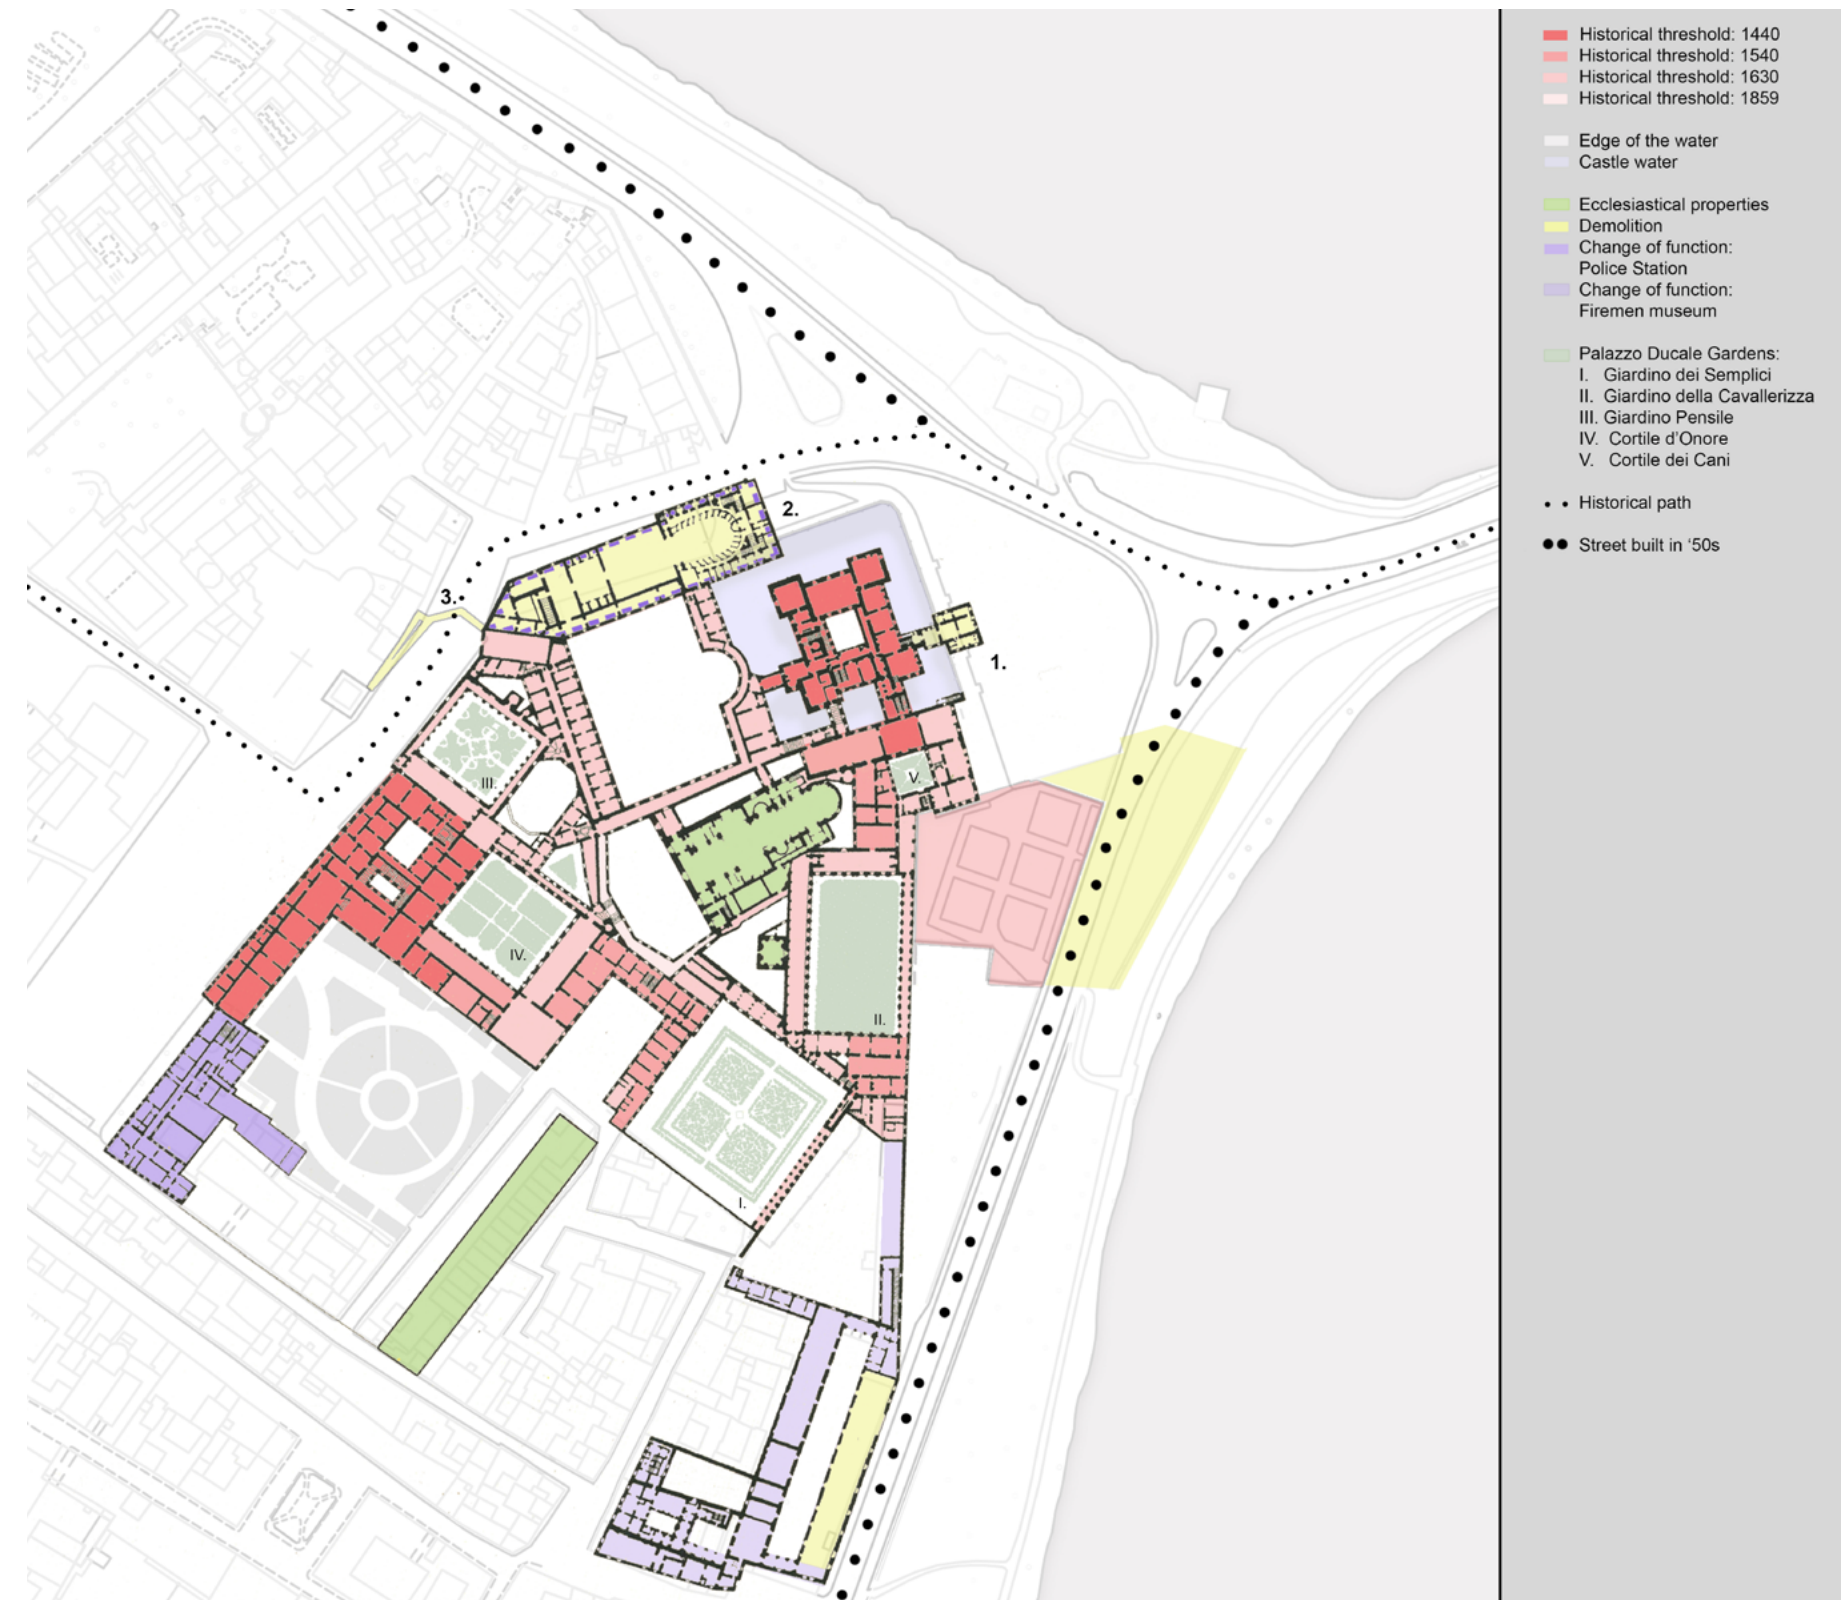 Historical threshold: 1440
Historical threshold: 1540
Historical threshold: 1630
Historical threshold: 1859
Edge of the water
Castle water
Ecclesiastical properties
Demolition
Change of function:
Police Station
Change of function:
Firemen museum
Palazzo Ducale Gardens:
I. Giardino dei Semplici
II. Giardino della Cavallerizza
III. Giardino Pensile
IV. Cortile d'Onore
V. Cortile dei Cani
Historical path
Street built in ‘50s
2.
3.
1.
III.
V.
IV.
II.
I.